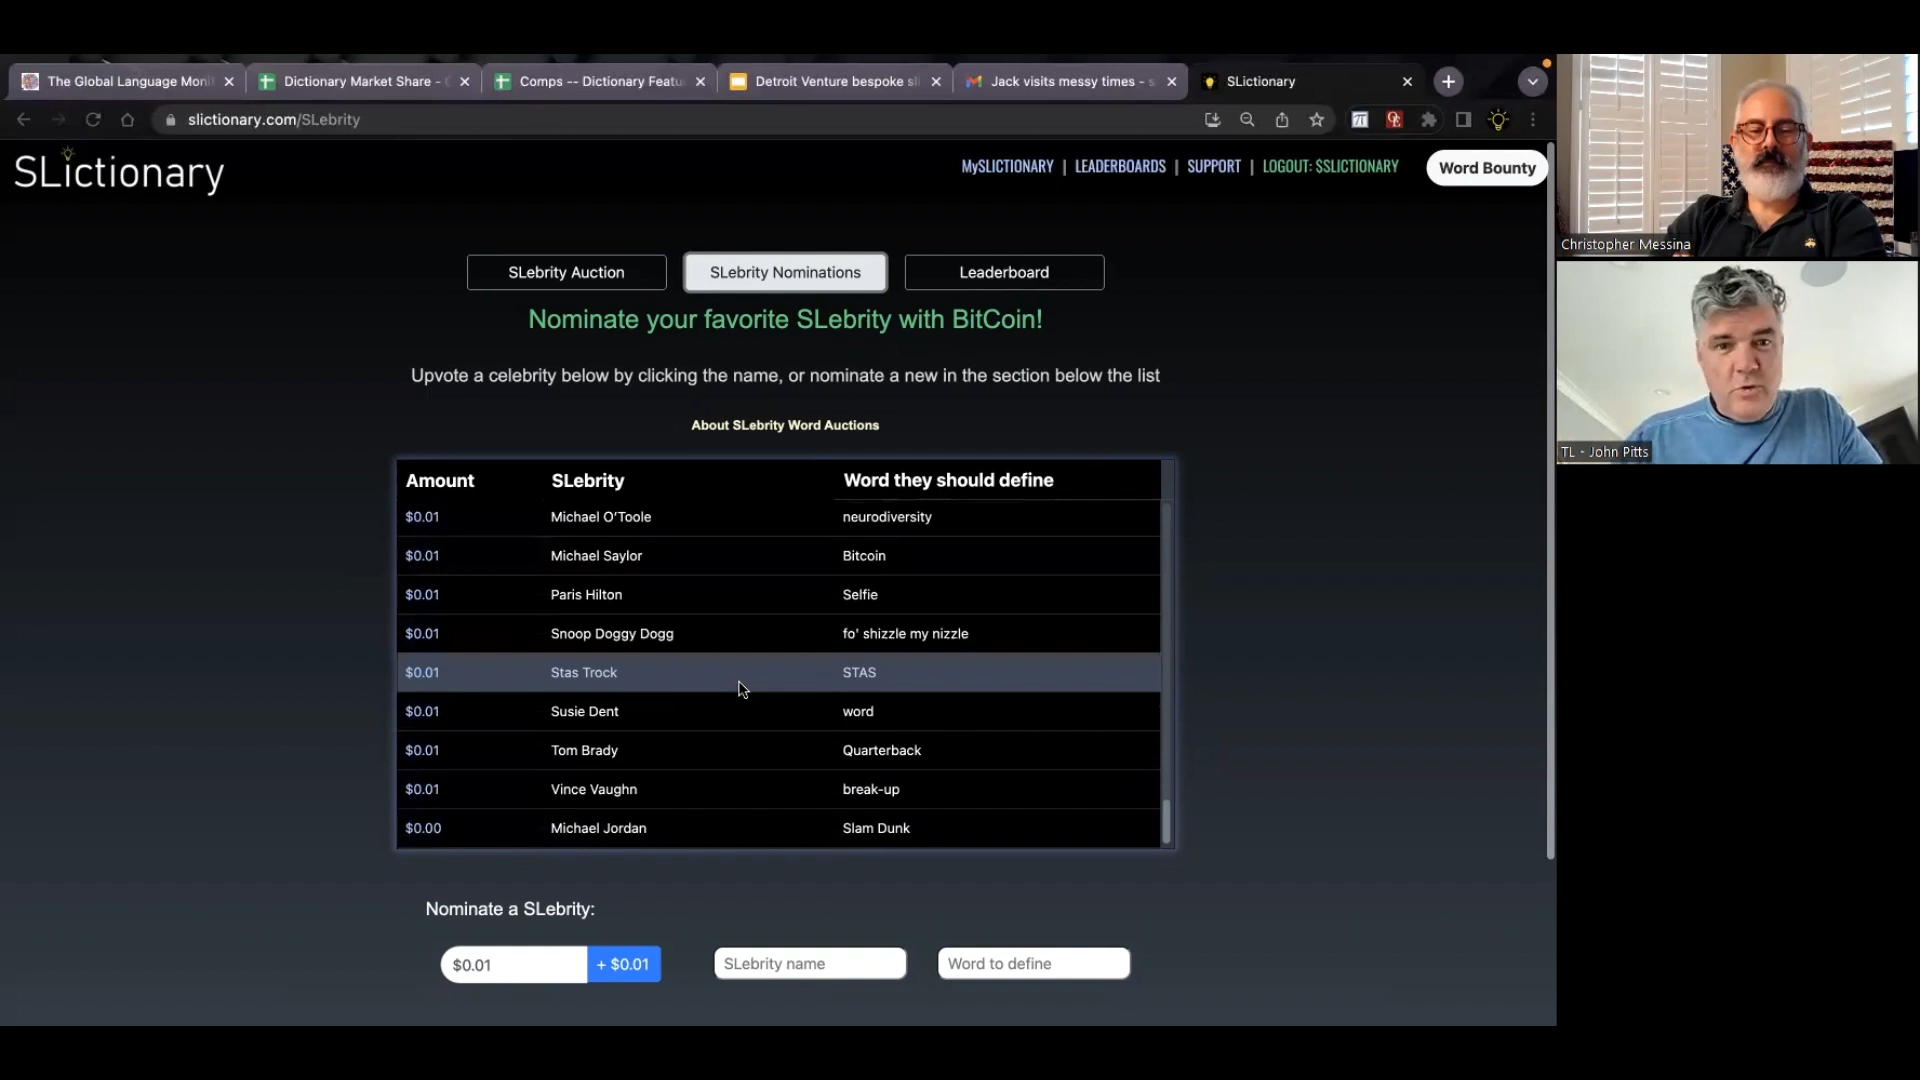 The Global Language Moni
Dictionary Market Share -
Comps -- Dictionary Featu
Detroit Venture bespoke sl
Jack visits messy times - s
SLictionary
slictionary.com/SLebrity
SLictionary
MySLICTIONARY | LEADERBOARDS | SUPPORT | LOGOUT: $SLICTIONARY
Word Bounty
Christopher Messina
SLebrity Auction
SLebrity Nominations
Leaderboard
Nominate your favorite SLebrity with BitCoin!
Upvote a celebrity below by clicking the name, or nominate a new in the section below the list
About SLebrity Word Auctions
TL - John Pitts
Amount SLebrity Word they should define
$0.01 Michael O'Toole neurodiversity
$0.01 Michael Saylor Bitcoin
$0.01 Paris Hilton Selfie
$0.01 Snoop Doggy Dogg fo' shizzle my nizzle
$0.01 Stas Trock STAS
$0.01 Susie Dent word
$0.01 Tom Brady Quarterback
$0.01 Vince Vaughn break-up
$0.00 Michael Jordan Slam Dunk
Nominate a SLebrity:
$0.01 + $0.01 SLebrity name Word to define